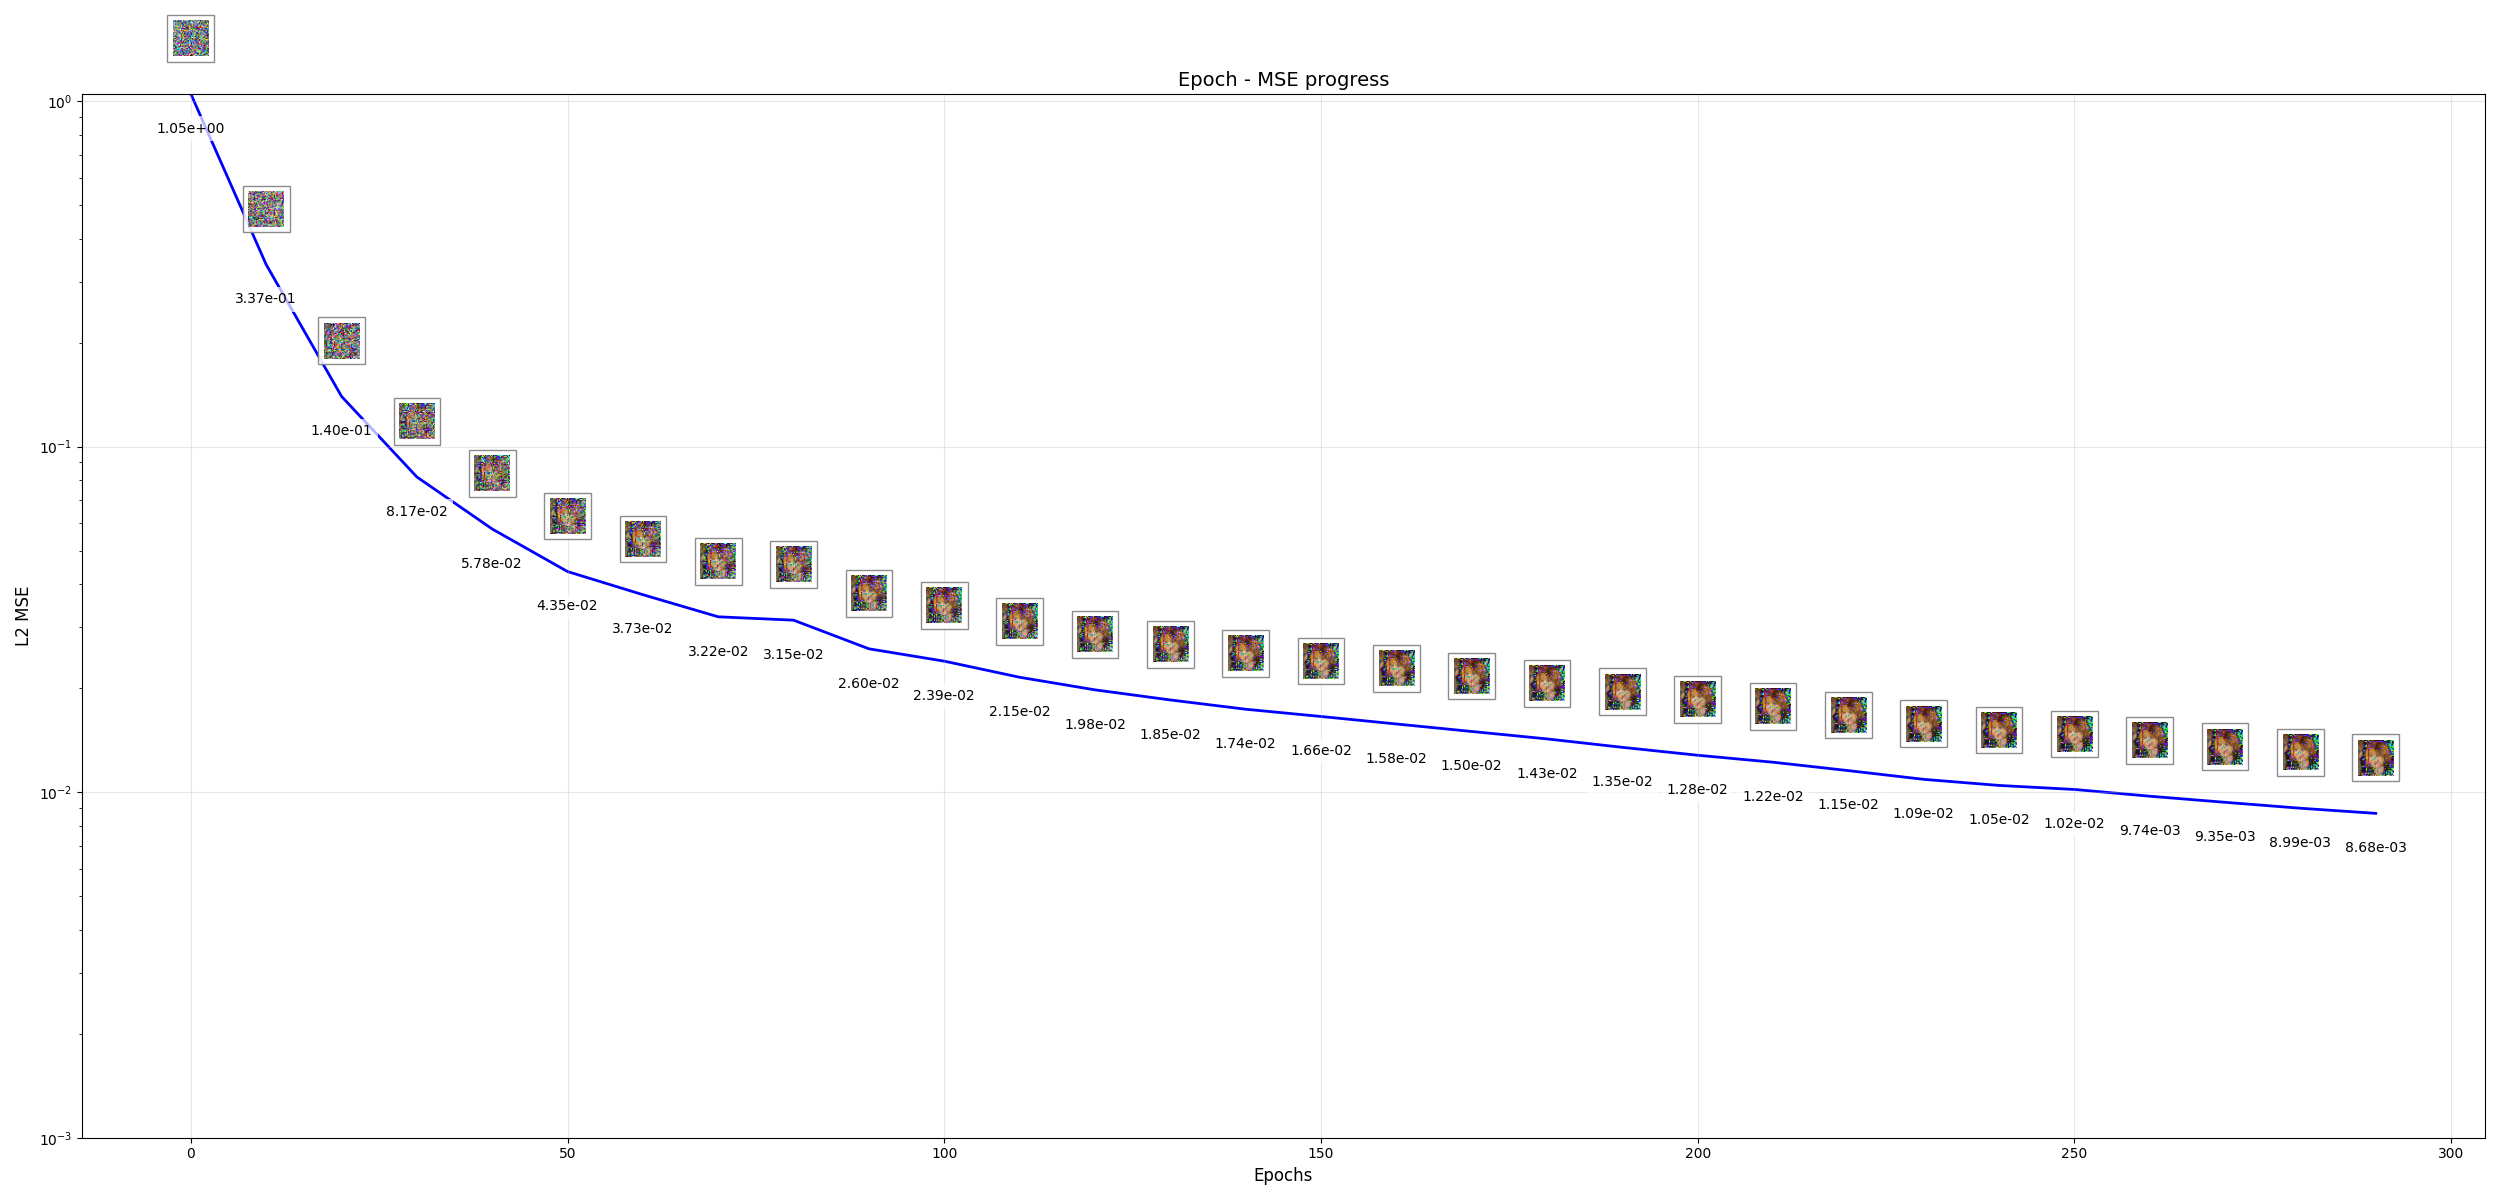 Epoch - MSE progress
10⁰
10⁻¹
10⁻²
10⁻³
L2 MSE
1.05e+00
3.37e-01
1.40e-01
8.17e-02
5.78e-02
4.35e-02
3.73e-02
3.22e-02
3.15e-02
2.60e-02
2.39e-02
2.15e-02
1.98e-02
1.85e-02
1.74e-02
1.66e-02
1.58e-02
1.50e-02
1.43e-02
1.35e-02
1.28e-02
1.22e-02
1.15e-02
1.09e-02
1.05e-02
1.02e-02
9.74e-03
9.35e-03
8.99e-03
8.68e-03
0 50 100 150 200 250 300
Epochs